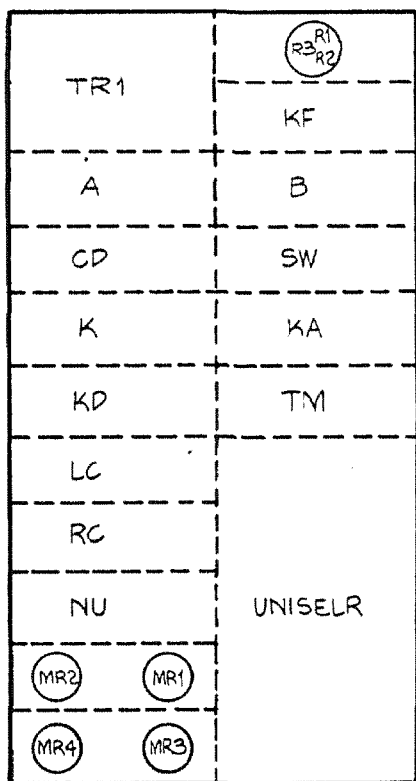 R3 R1
R2
TR1
KF
A B
CD SW
K KA
KD TM
LC
RC
NU UNISELR
MR2 MR1
MR4 MR3